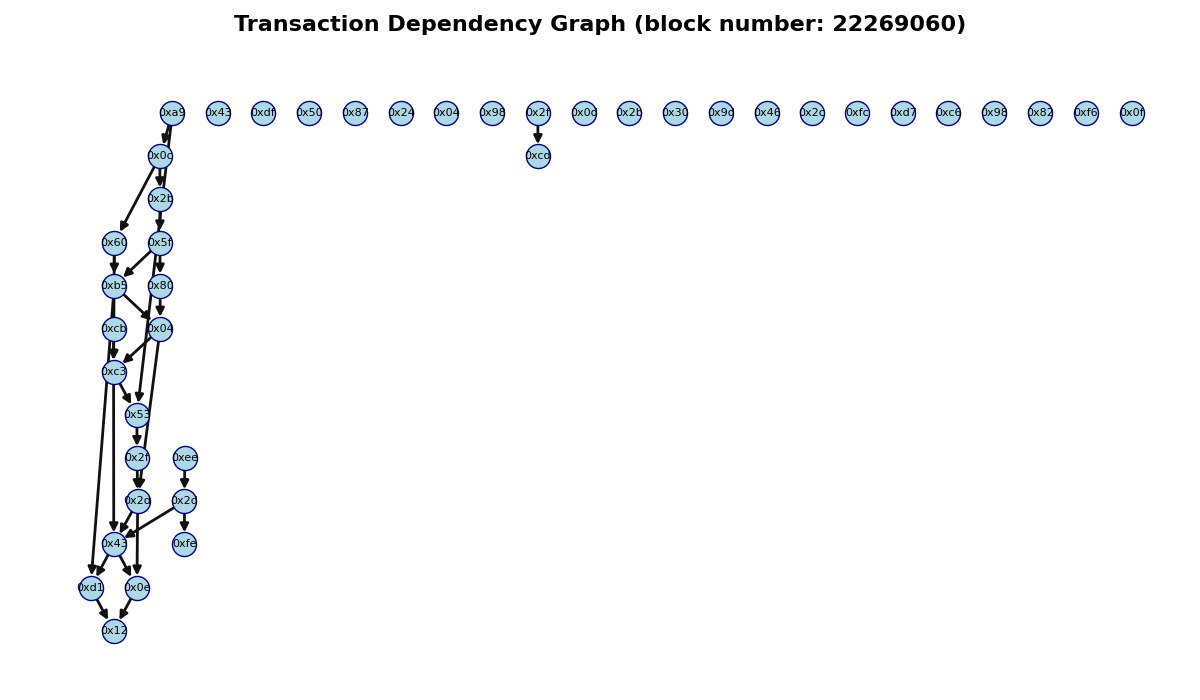 Transaction Dependency Graph (block number: 22269060)
0xa9 0x43 0xdf 0x50 0x87 0x24 0x04 0x98 0x2f 0x0d 0x2b 0x30 0x9d 0x46 0x2c 0xfc 0xd7 0xc6 0x98 0x82 0xf6 0x0f
0x0c 0xcd
0x2b
0x60 0x5f
0xb5 0x80
0xcb 0x04
0xc3
0x53
0x2f 0xee
0x2d 0x2d
0x43 0xfe
0xd1 0x0e
0x12